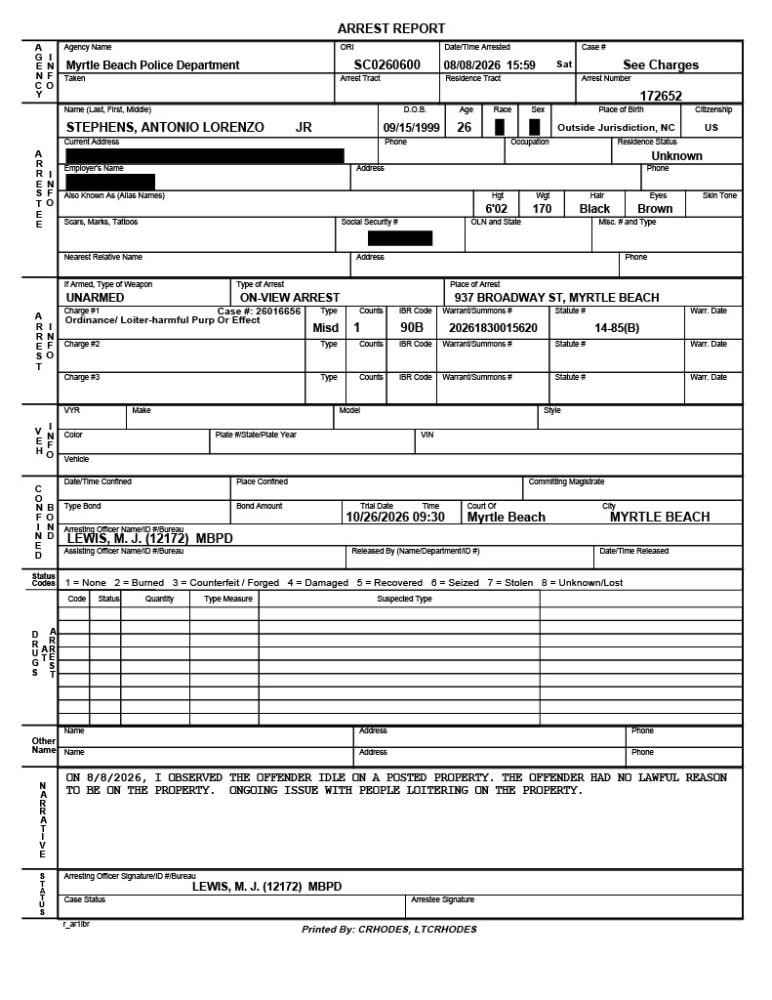 ARREST REPORT
AGENCY INFO
Agency Name ORI Date/Time Arrested Case #
Myrtle Beach Police Department SC0260600 08/08/2026 15:59 Sat See Charges
Taken Arrest Tract Residence Tract Arrest Number
172652
ARRESTEE INFO
Name (Last, First, Middle) D.O.B. Age Race Sex Place of Birth Citizenship
STEPHENS, ANTONIO LORENZO JR 09/15/1999 26 Outside Jurisdiction, NC US
Current Address Phone Occupation Residence Status
Unknown
Employer's Name Address Phone
Also Known As (Alias Names) Hgt Wgt Hair Eyes Skin Tone
6'02 170 Black Brown
Scars, Marks, Tattoos Social Security # OLN and State Misc. # and Type
Nearest Relative Name Address Phone
ARREST INFO
If Armed, Type of Weapon Type of Arrest Place of Arrest
UNARMED ON-VIEW ARREST 937 BROADWAY ST, MYRTLE BEACH
Charge #1 Case #: 26016656 Type Counts IBR Code Warrant/Summons # Statute # Warr. Date
Ordinance/ Loiter-harmful Purp Or Effect
Misd 1 90B 20261830015620 14-85(B)
Charge #2 Type Counts IBR Code Warrant/Summons # Statute # Warr. Date
Charge #3 Type Counts IBR Code Warrant/Summons # Statute # Warr. Date
VEH INFO
VYR Make Model Style
Color Plate #/State/Plate Year VIN
Vehicle
CONFINED BOND
Date/Time Confined Place Confined Committing Magistrate
Type Bond Bond Amount Trial Date Time Court Of City
10/26/2026 09:30 Myrtle Beach MYRTLE BEACH
Arresting Officer Name/ID #/Bureau
LEWIS, M. J. (12172) MBPD
Assisting Officer Name/ID #/Bureau Released By (Name/Department/ID #) Date/Time Released
Status Codes 1 = None 2 = Burned 3 = Counterfeit / Forged 4 = Damaged 5 = Recovered 6 = Seized 7 = Stolen 8 = Unknown/Lost
DRUGS AT ARREST
Code Status Quantity Type Measure Suspected Type
Other Name
Name Address Phone
Name Address Phone
NARRATIVE
ON 8/8/2026, I OBSERVED THE OFFENDER IDLE ON A POSTED PROPERTY. THE OFFENDER HAD NO LAWFUL REASON
TO BE ON THE PROPERTY. ONGOING ISSUE WITH PEOPLE LOITERING ON THE PROPERTY.
STATUS
Arresting Officer Signature/ID #/Bureau
LEWIS, M. J. (12172) MBPD
Case Status Arrestee Signature
r_ar1ibr
Printed By: CRHODES, LTCRHODES